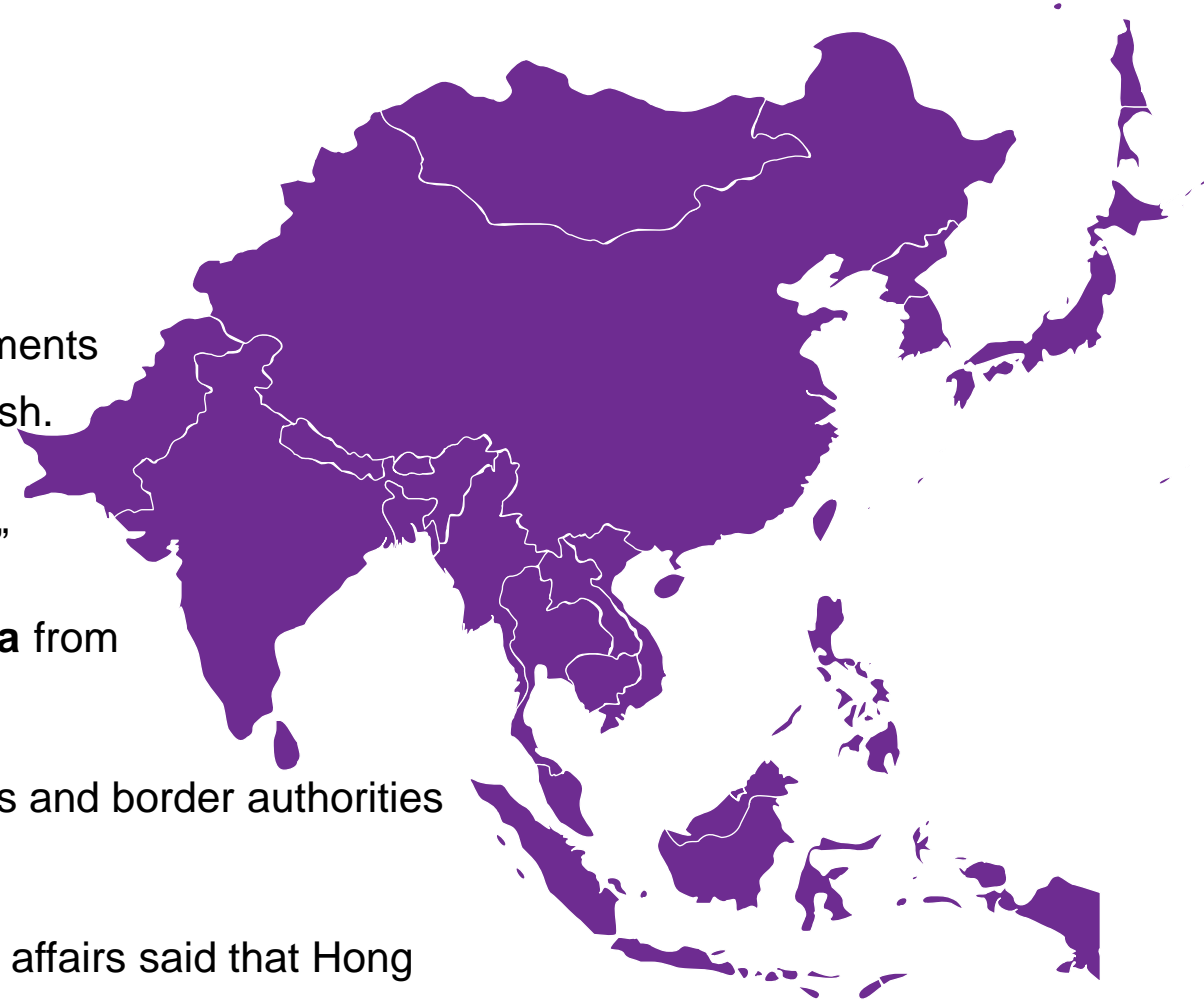 ments
sh.
”
a from
s and border authorities
affairs said that Hong